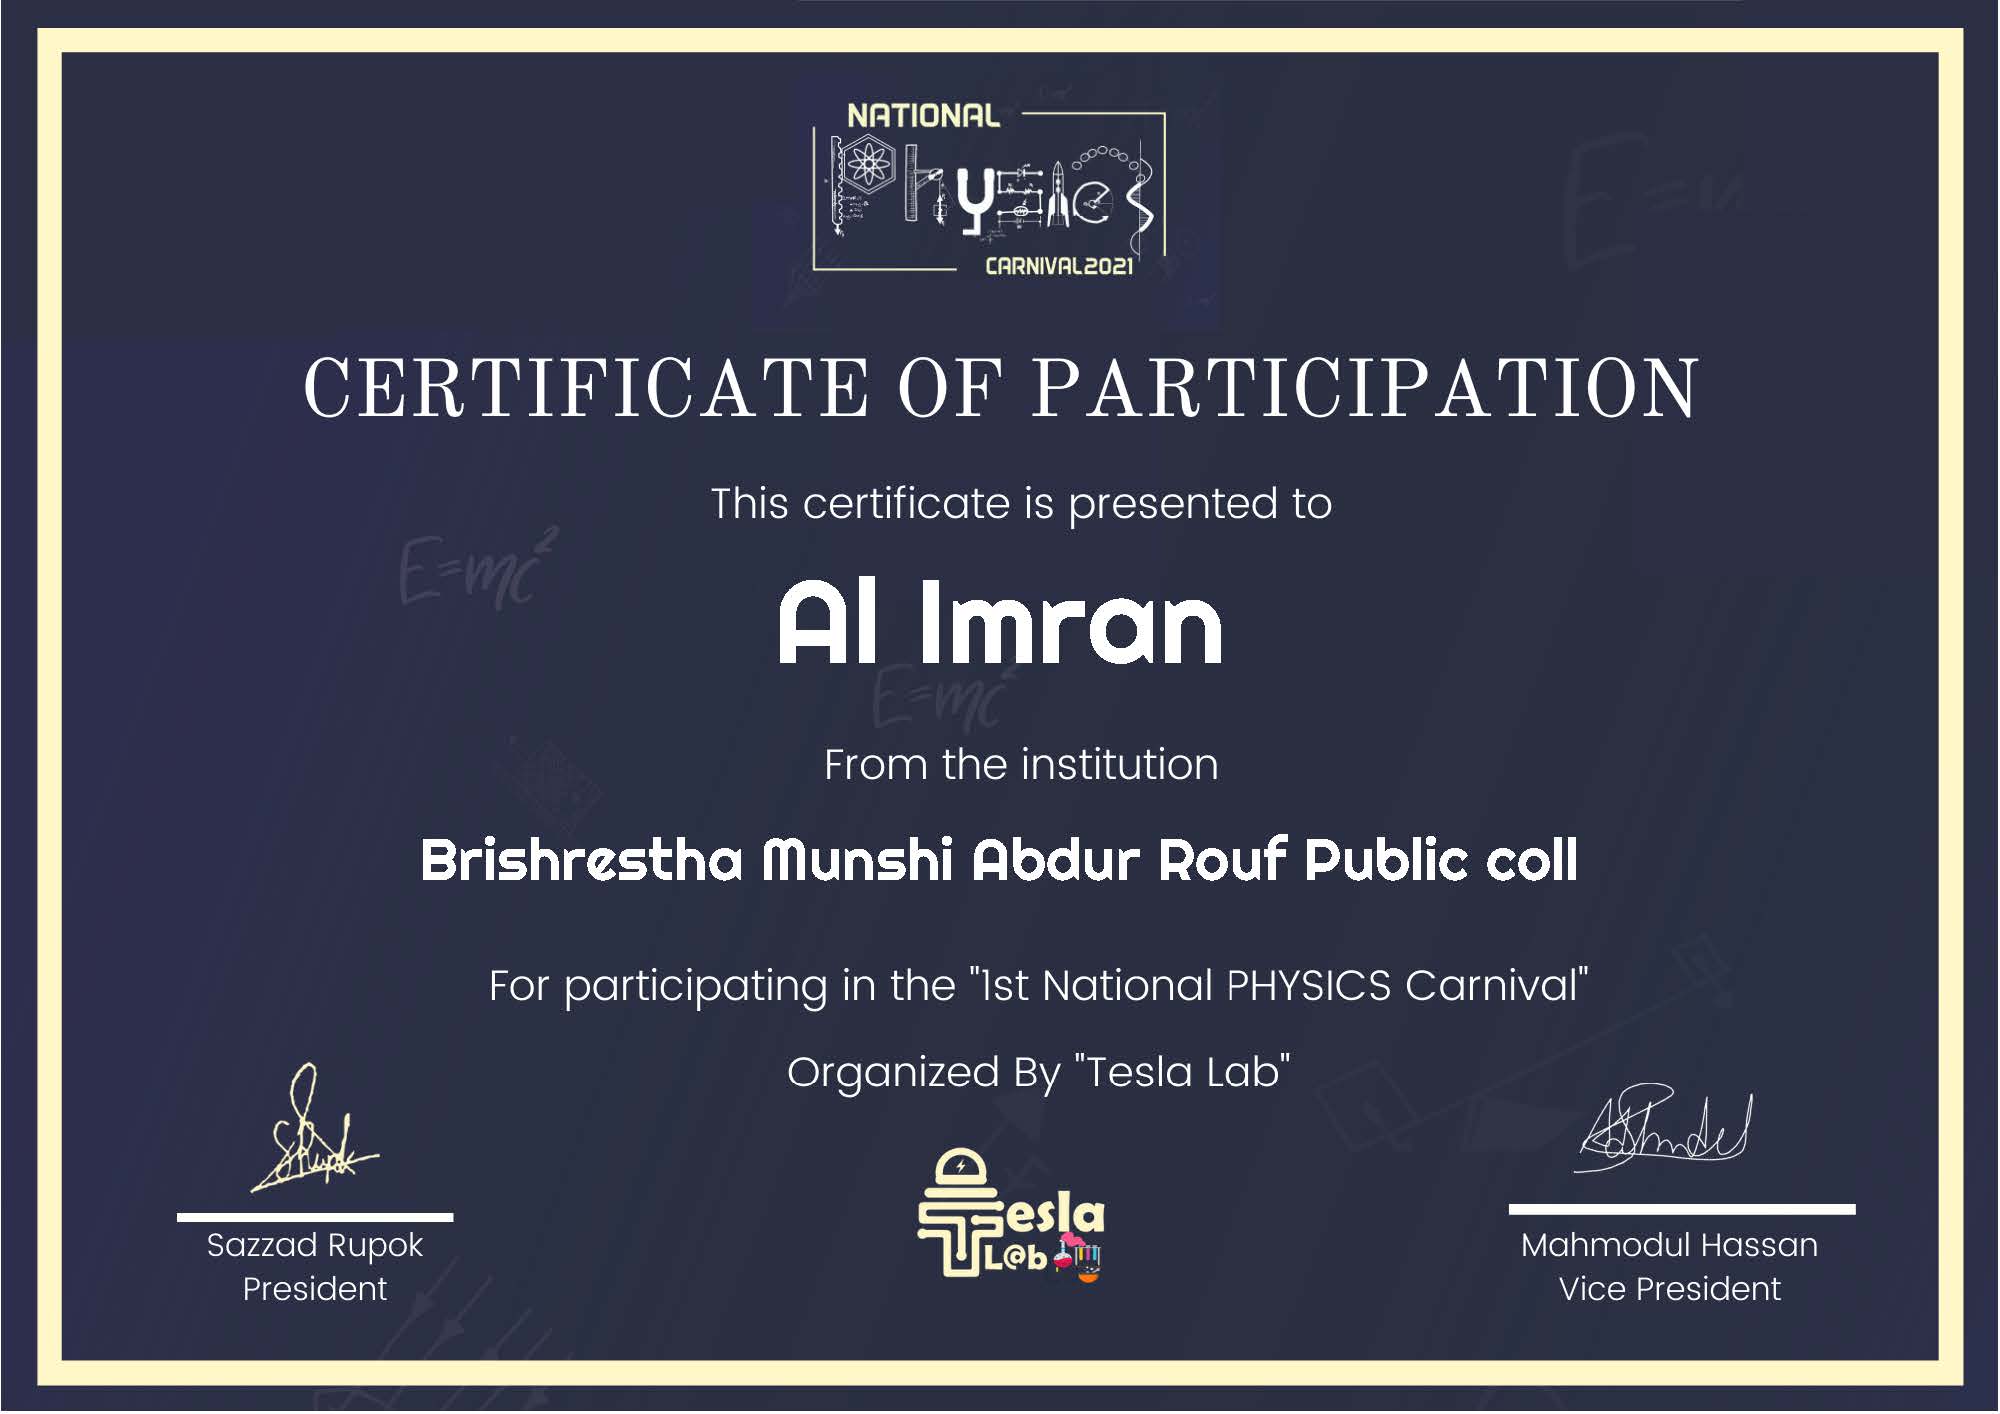 NATIONAL
Physics
CARNIVAL2021
CERTIFICATE OF PARTICIPATION
This certificate is presented to
Al Imran
E=mc²
E=mc²
From the institution
Brishrestha Munshi Abdur Rouf Public coll
For participating in the "1st National PHYSICS Carnival"
Organized By "Tesla Lab"
Tesla
L@b
Sazzad Rupok
President
Mahmodul Hassan
Vice President